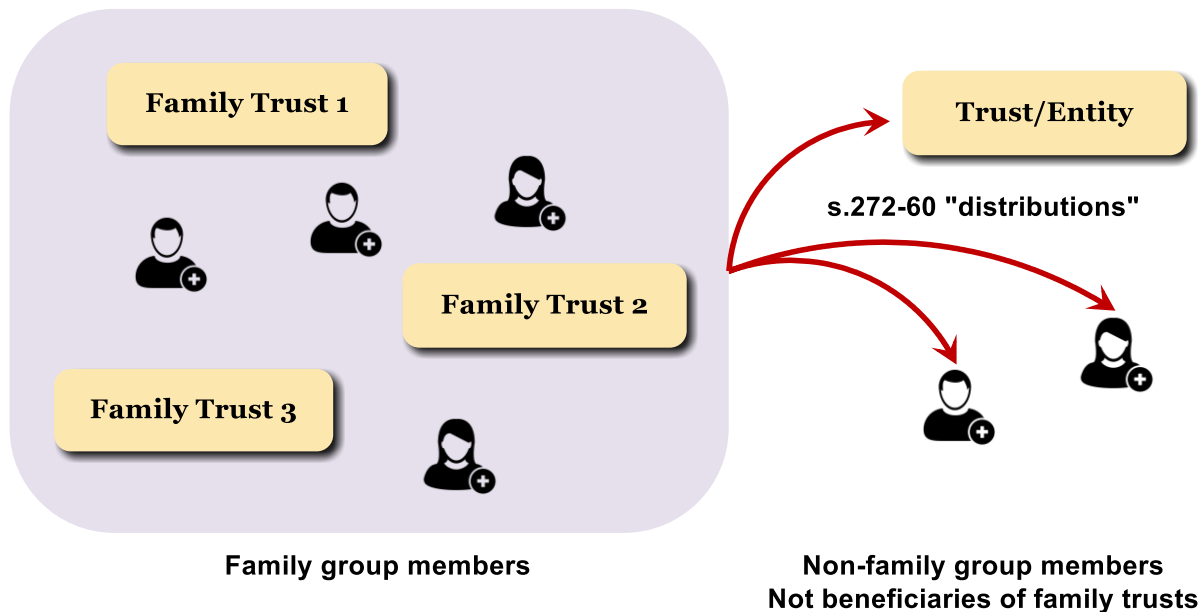 Family Trust 1
Trust/Entity
s.272-60 "distributions"
Family Trust 2
Family Trust 3
Family group members
Non-family group members
Not beneficiaries of family trusts